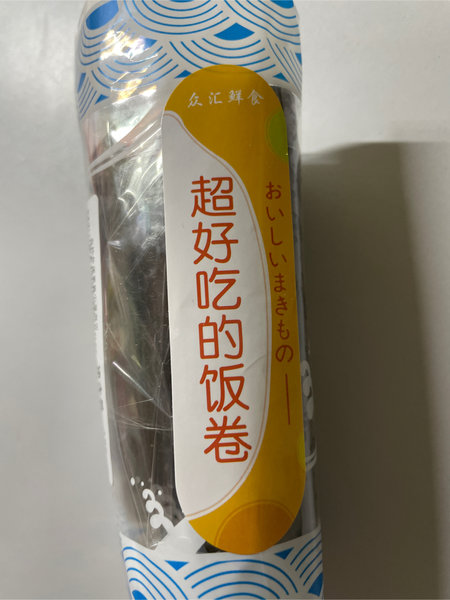 众汇鲜食
超好吃的饭卷
おいしいまきもの